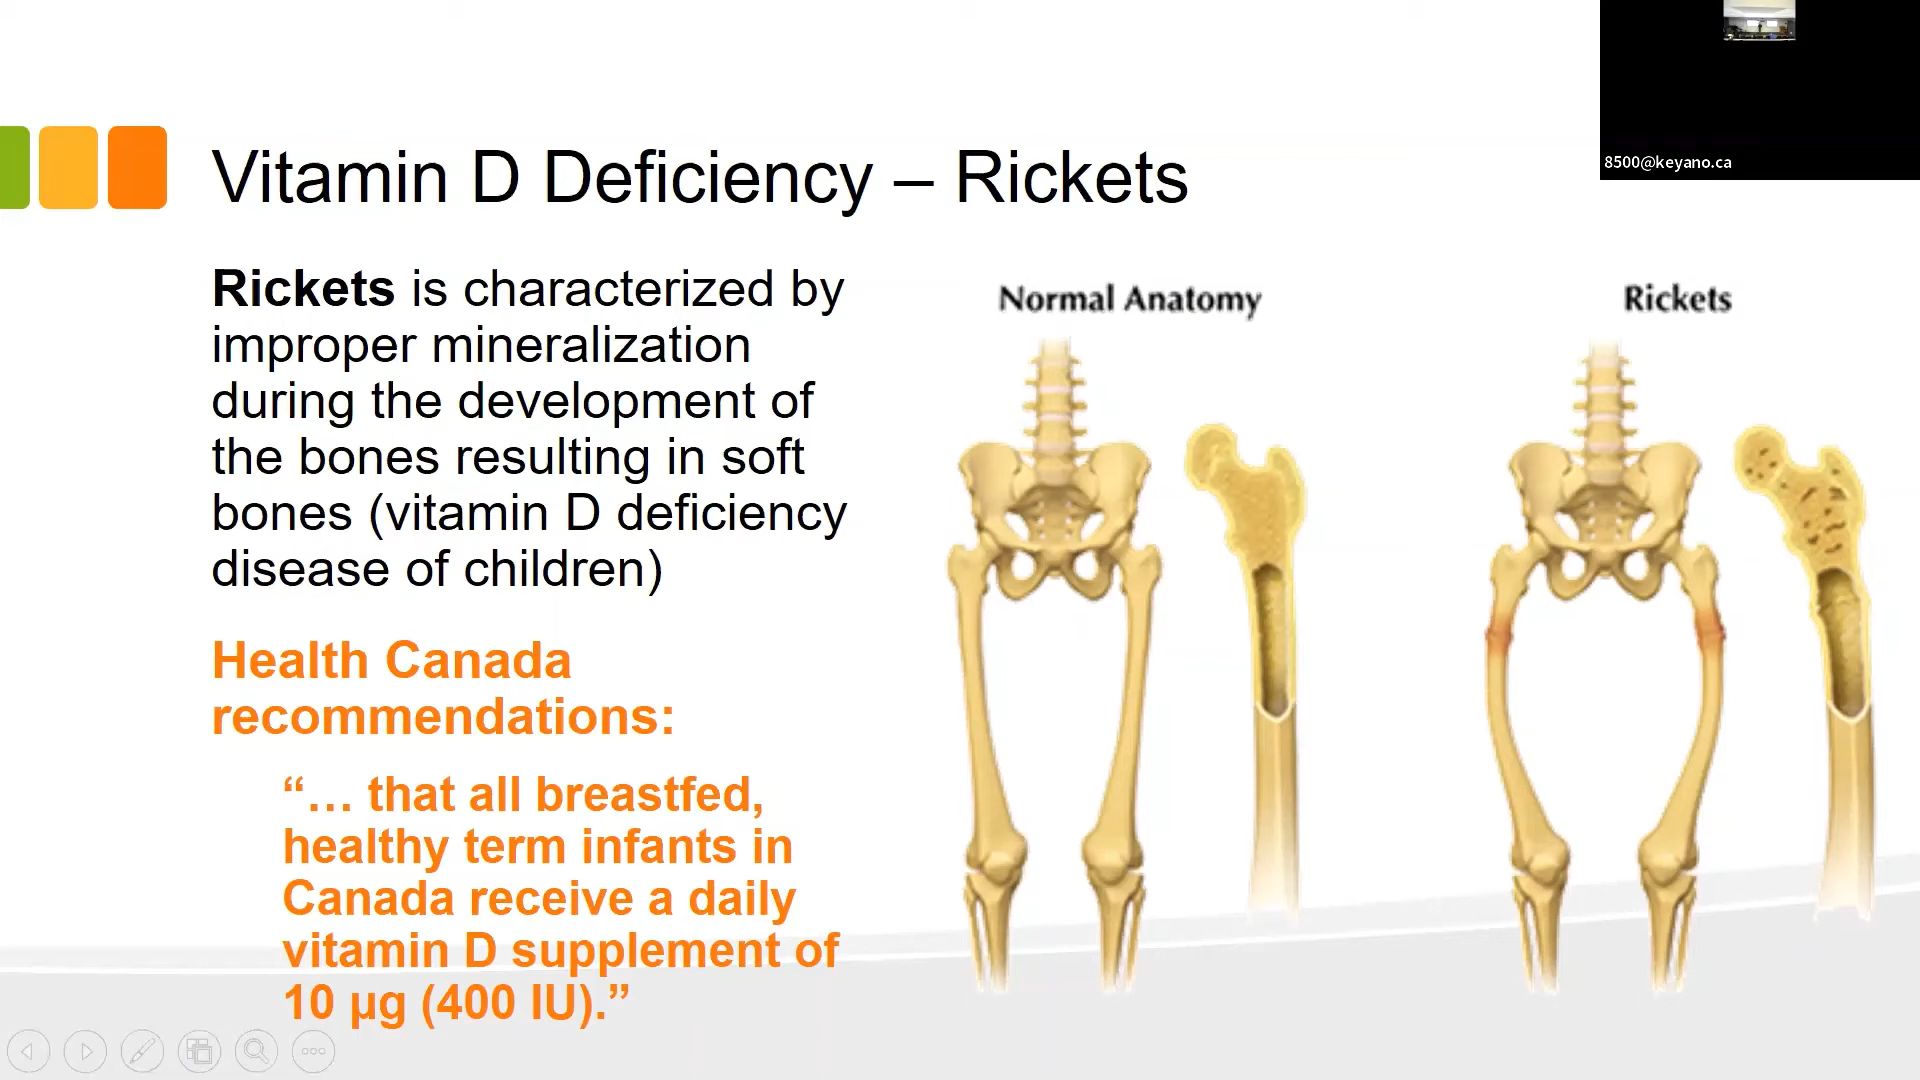 8500@keyano.ca
Vitamin D Deficiency – Rickets
Rickets is characterized by
improper mineralization
during the development of
the bones resulting in soft
bones (vitamin D deficiency
disease of children)
Health Canada
recommendations:
“… that all breastfed,
healthy term infants in
Canada receive a daily
vitamin D supplement of
10 µg (400 IU).”
Normal Anatomy
Rickets